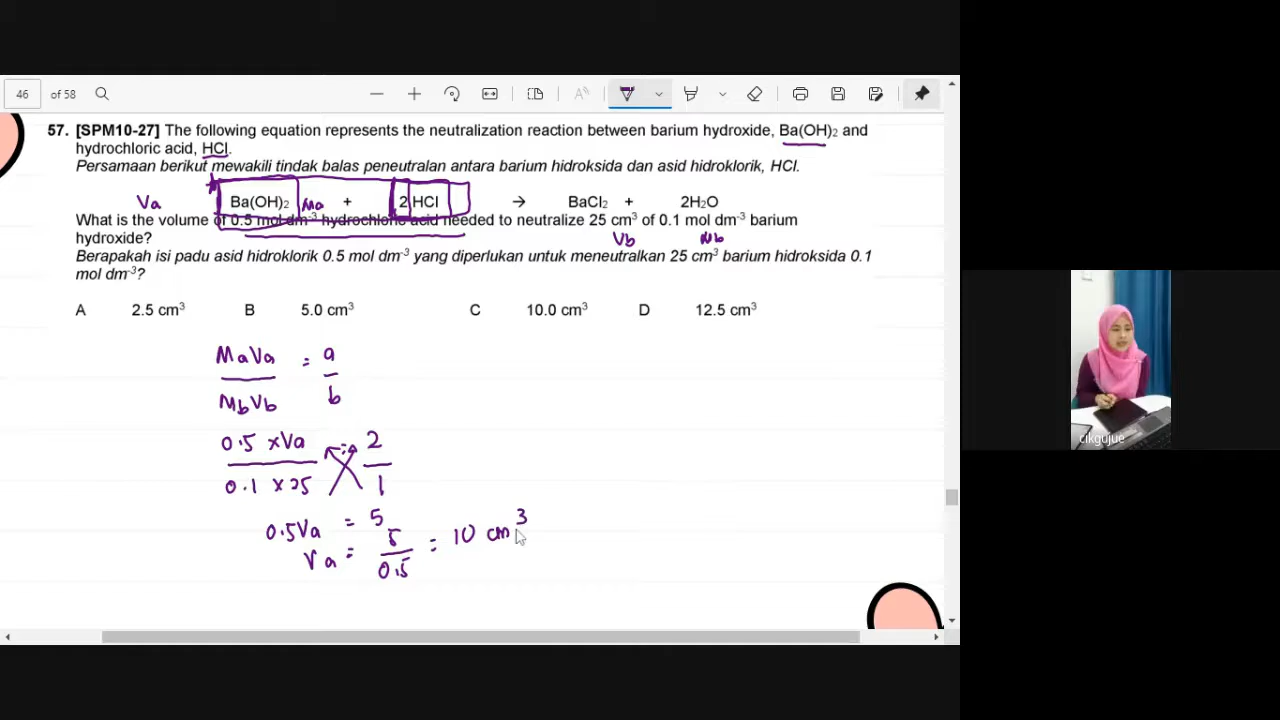 46 of 58
57. [SPM10-27] The following equation represents the neutralization reaction between barium hydroxide, Ba(OH)₂ and
hydrochloric acid, HCl.
Persamaan berikut mewakili tindak balas peneutralan antara barium hidroksida dan asid hidroklorik, HCl.
Va Ba(OH)₂ Ma + 2 HCl → BaCl₂ + 2H₂O
What is the volume of 0.5 mol dm⁻³ hydrochloric acid needed to neutralize 25 cm³ of 0.1 mol dm⁻³ barium
hydroxide?
Vb Mb
Berapakah isi padu asid hidroklorik 0.5 mol dm⁻³ yang diperlukan untuk meneutralkan 25 cm³ barium hidroksida 0.1
mol dm⁻³?
A 2.5 cm³ B 5.0 cm³ C 10.0 cm³ D 12.5 cm³
MaVa = a
MbVb b
0.5 x Va = 2
0.1 x 25 1
0.5Va = 5
Va = 5 = 10 cm³
0.5
cikgujue